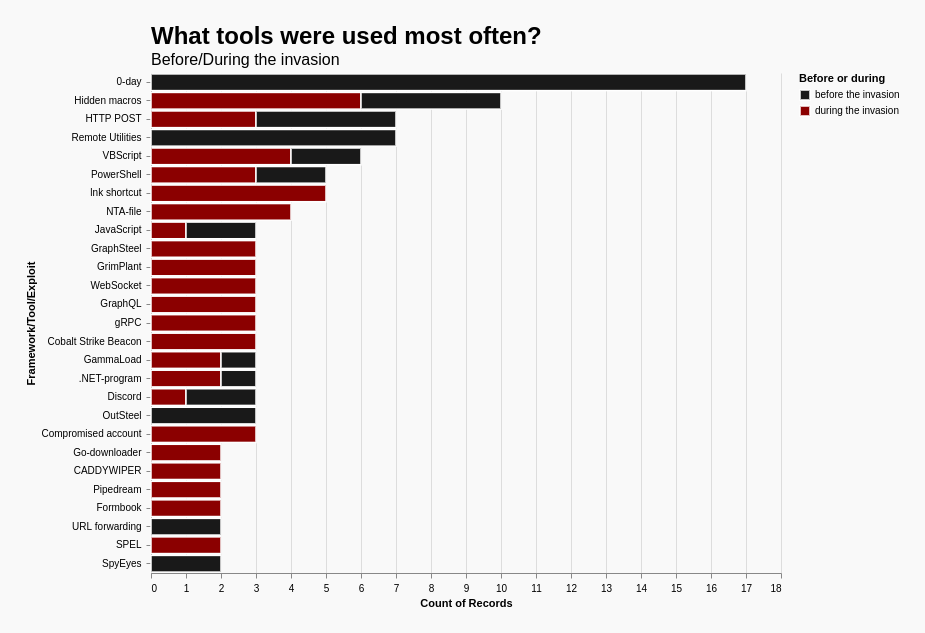 What tools were used most often?
Before/During the invasion
Before or during
before the invasion
during the invasion
Framework/Tool/Exploit
0-day
Hidden macros
HTTP POST
Remote Utilities
VBScript
PowerShell
lnk shortcut
NTA-file
JavaScript
GraphSteel
GrimPlant
WebSocket
GraphQL
gRPC
Cobalt Strike Beacon
GammaLoad
.NET-program
Discord
OutSteel
Compromised account
Go-downloader
CADDYWIPER
Pipedream
Formbook
URL forwarding
SPEL
SpyEyes
0 1 2 3 4 5 6 7 8 9 10 11 12 13 14 15 16 17 18
Count of Records